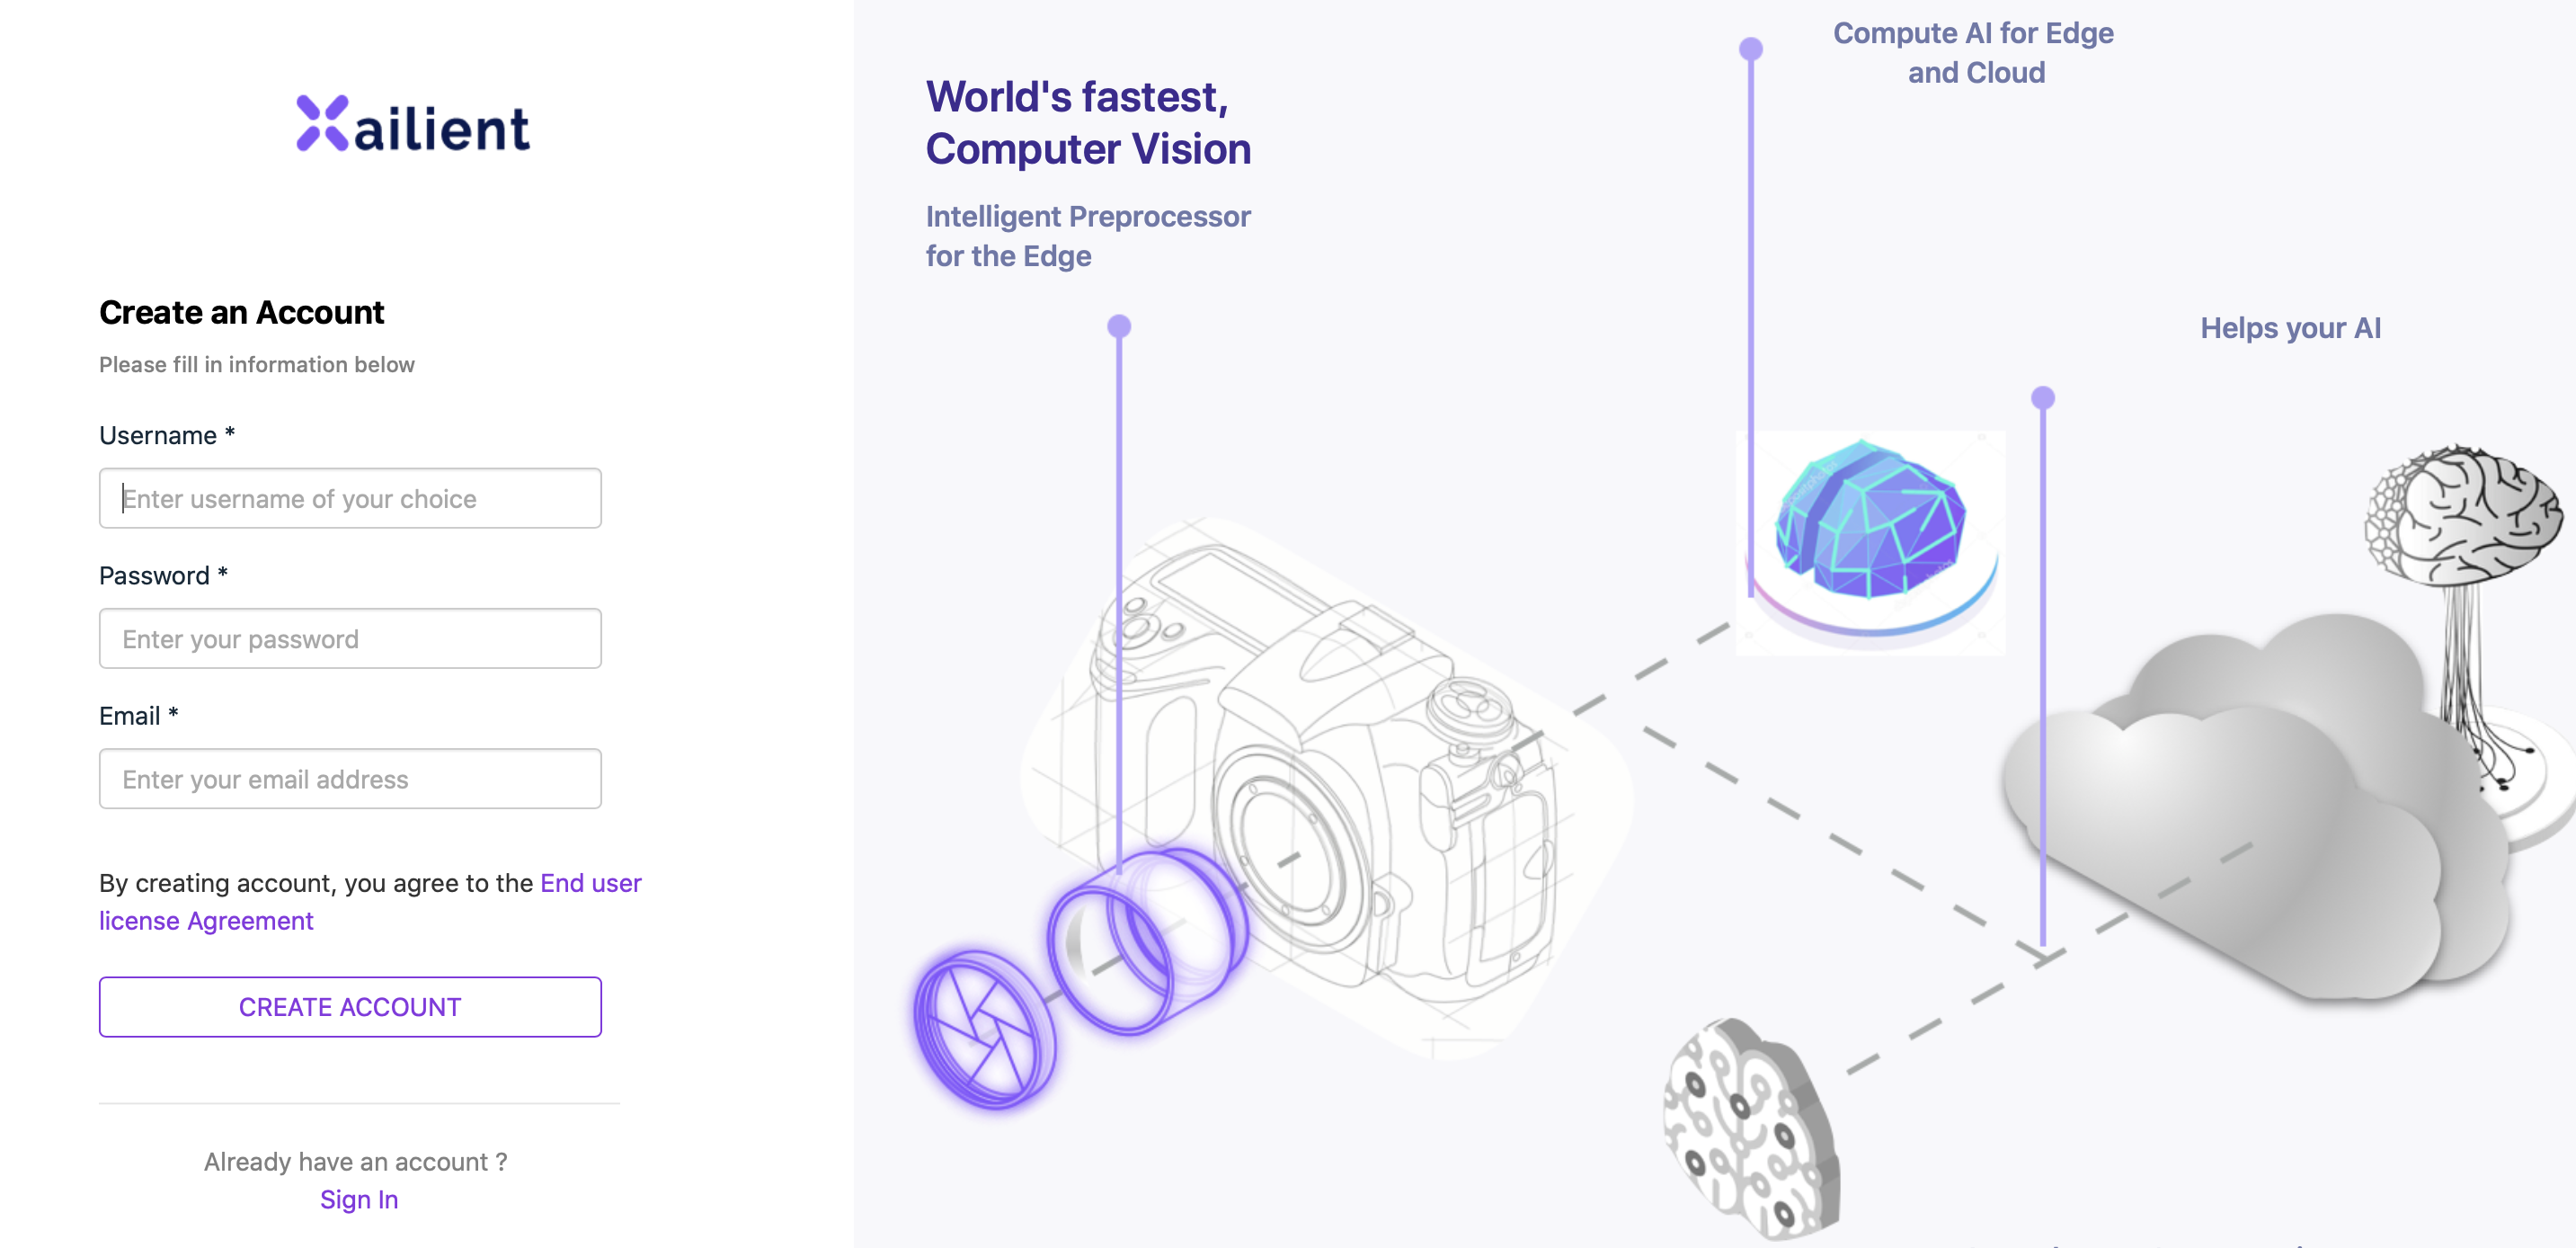 Xailient
Create an Account
Please fill in information below
Username *
Enter username of your choice
Password *
Enter your password
Email *
Enter your email address
By creating account, you agree to the End user
license Agreement
CREATE ACCOUNT
Already have an account ?
Sign In
World's fastest,
Computer Vision
Intelligent Preprocessor
for the Edge
Compute AI for Edge
and Cloud
Helps your AI